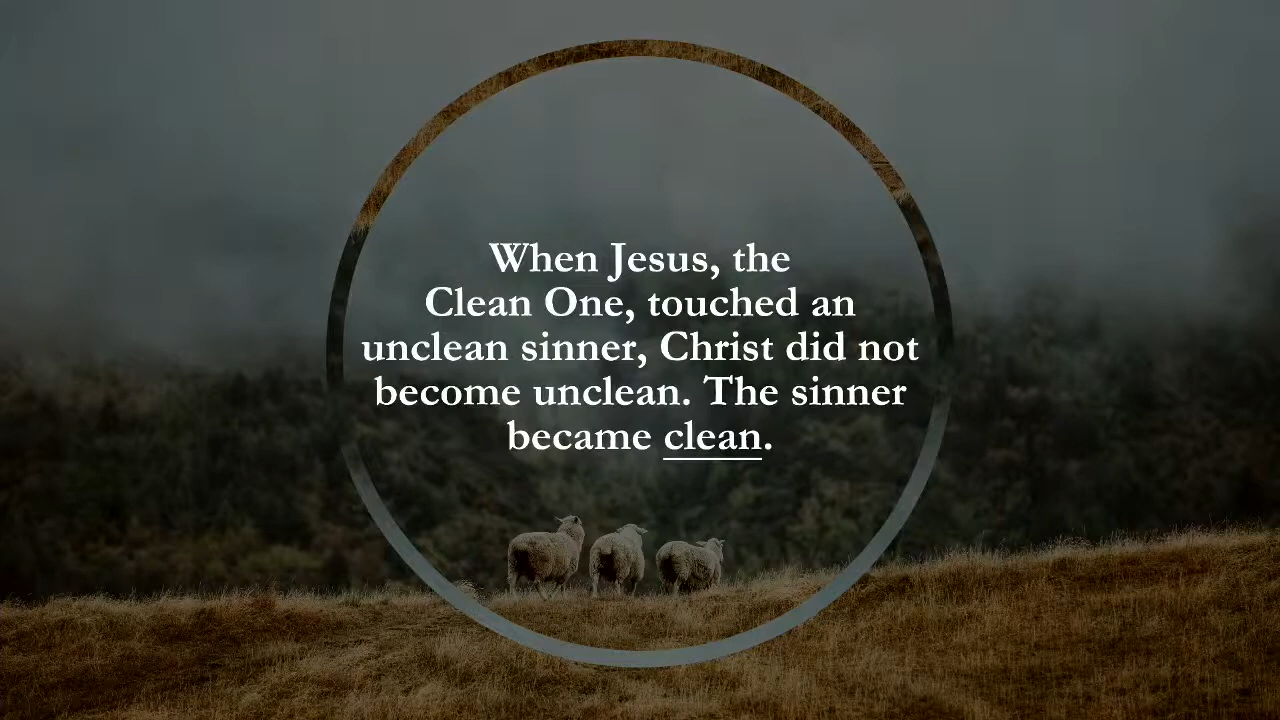 When Jesus, the
Clean One, touched an
unclean sinner, Christ did not
become unclean. The sinner
became clean.